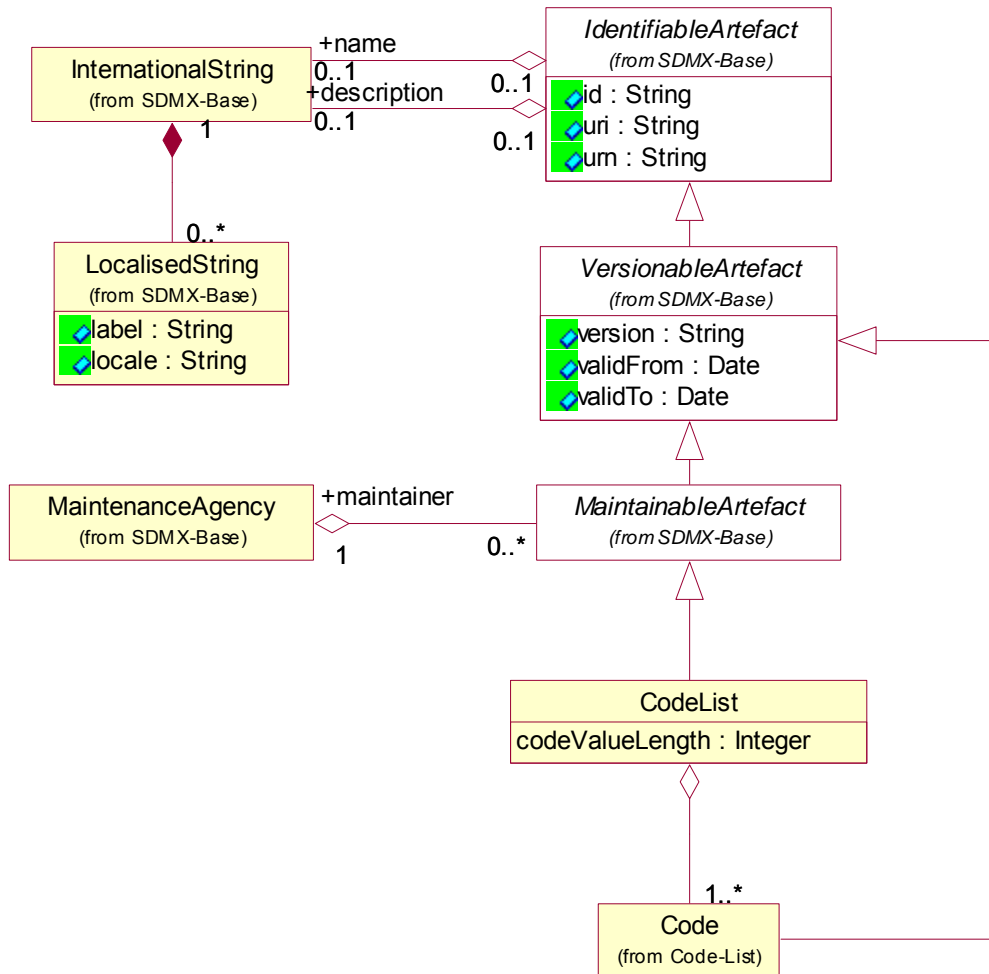 IdentifiableArtefact
(from SDMX-Base)
id : String
uri : String
urn : String
+name
0..1
0..1
+description
0..1
0..1
InternationalString
(from SDMX-Base)
1
0..*
LocalisedString
(from SDMX-Base)
label : String
locale : String
VersionableArtefact
(from SDMX-Base)
version : String
validFrom : Date
validTo : Date
MaintenanceAgency
(from SDMX-Base)
+maintainer
1
0..*
MaintainableArtefact
(from SDMX-Base)
CodeList
codeValueLength : Integer
1..*
Code
(from Code-List)